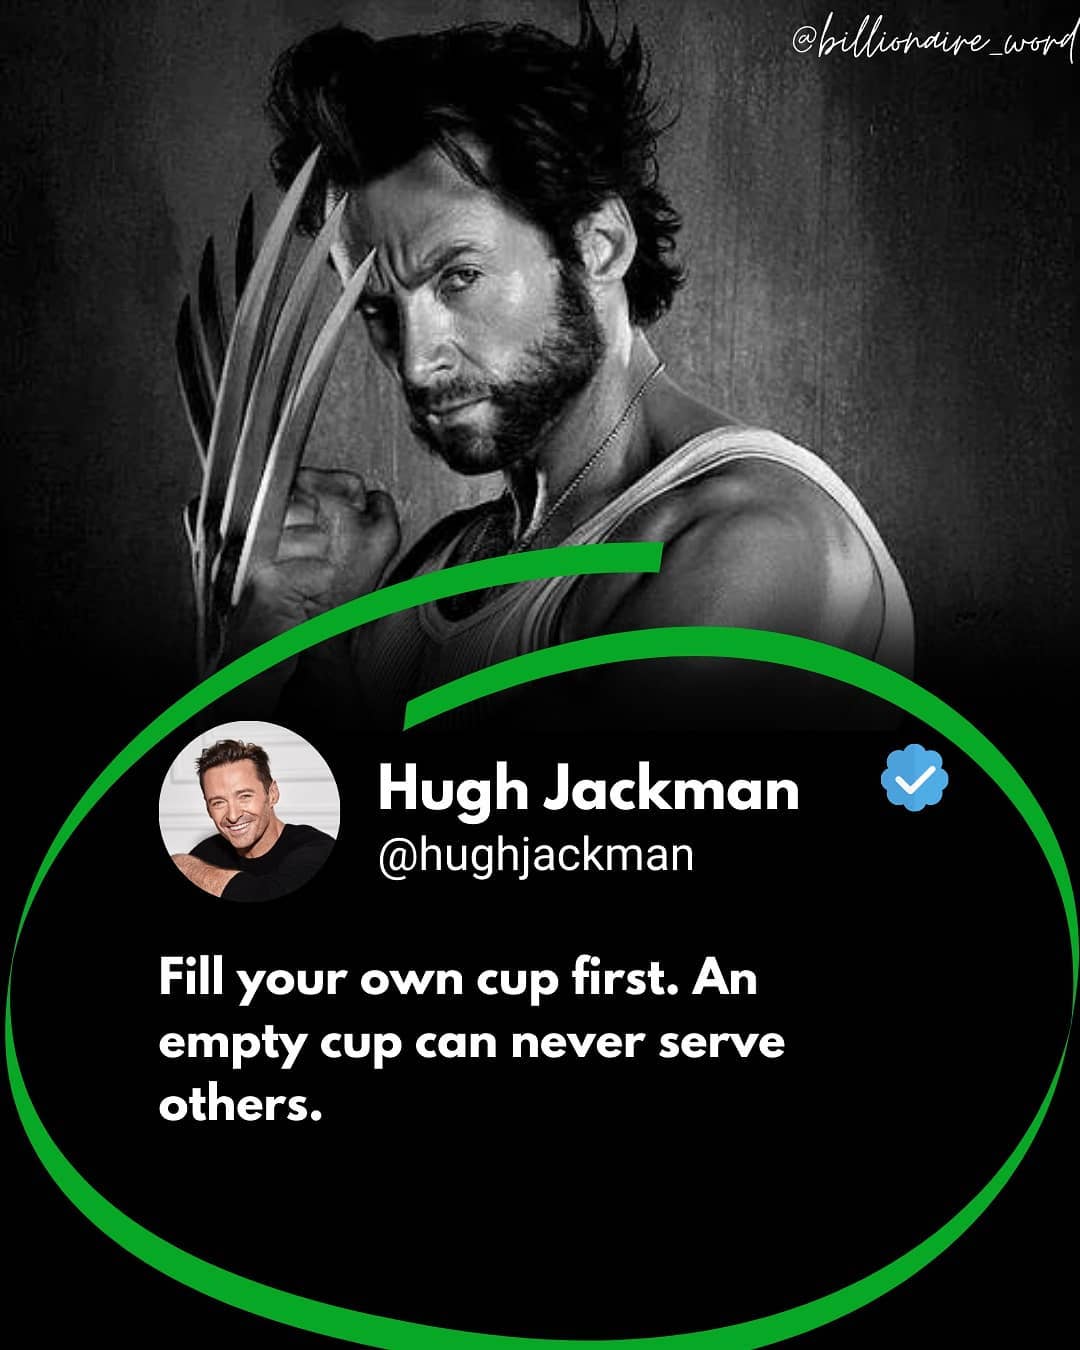 @billionaire_word
Hugh Jackman
@hughjackman
Fill your own cup first. An
empty cup can never serve
others.